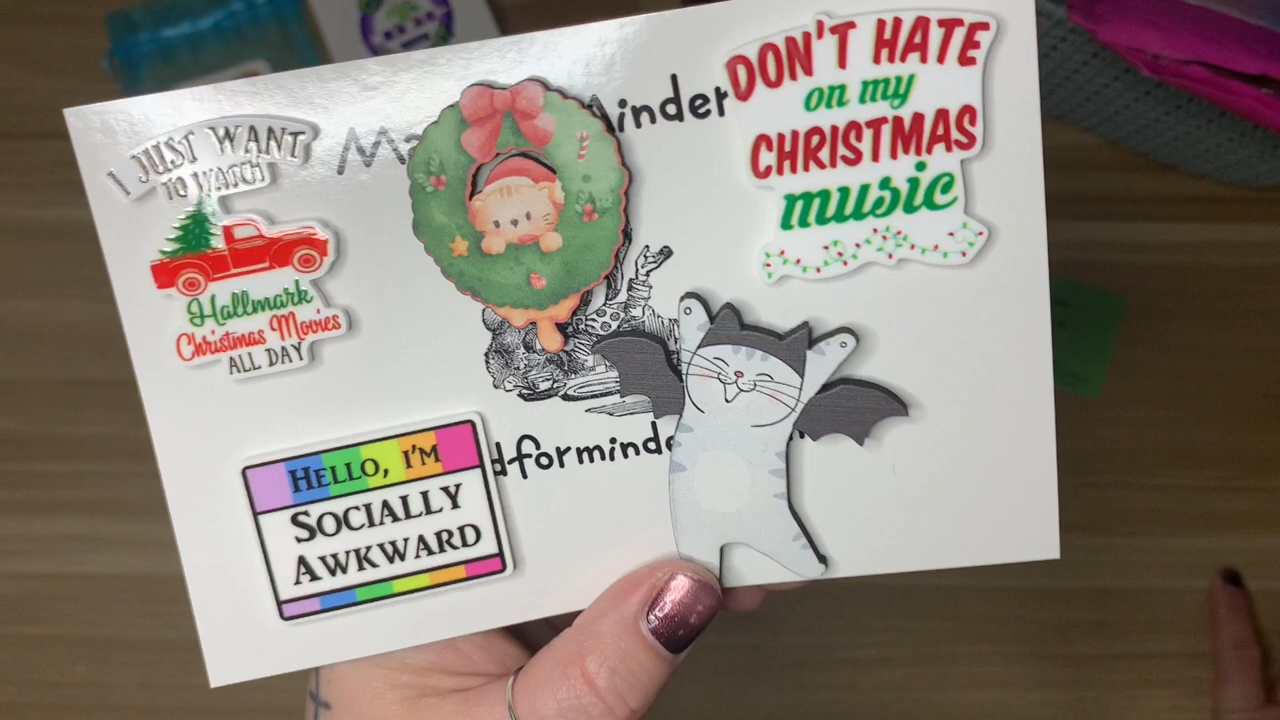 I JUST WANT
TO WATCH
Hallmark
Christmas Movies
ALL DAY
DON'T HATE
on my
CHRISTMAS
music
HELLO, I'M
SOCIALLY
AWKWARD